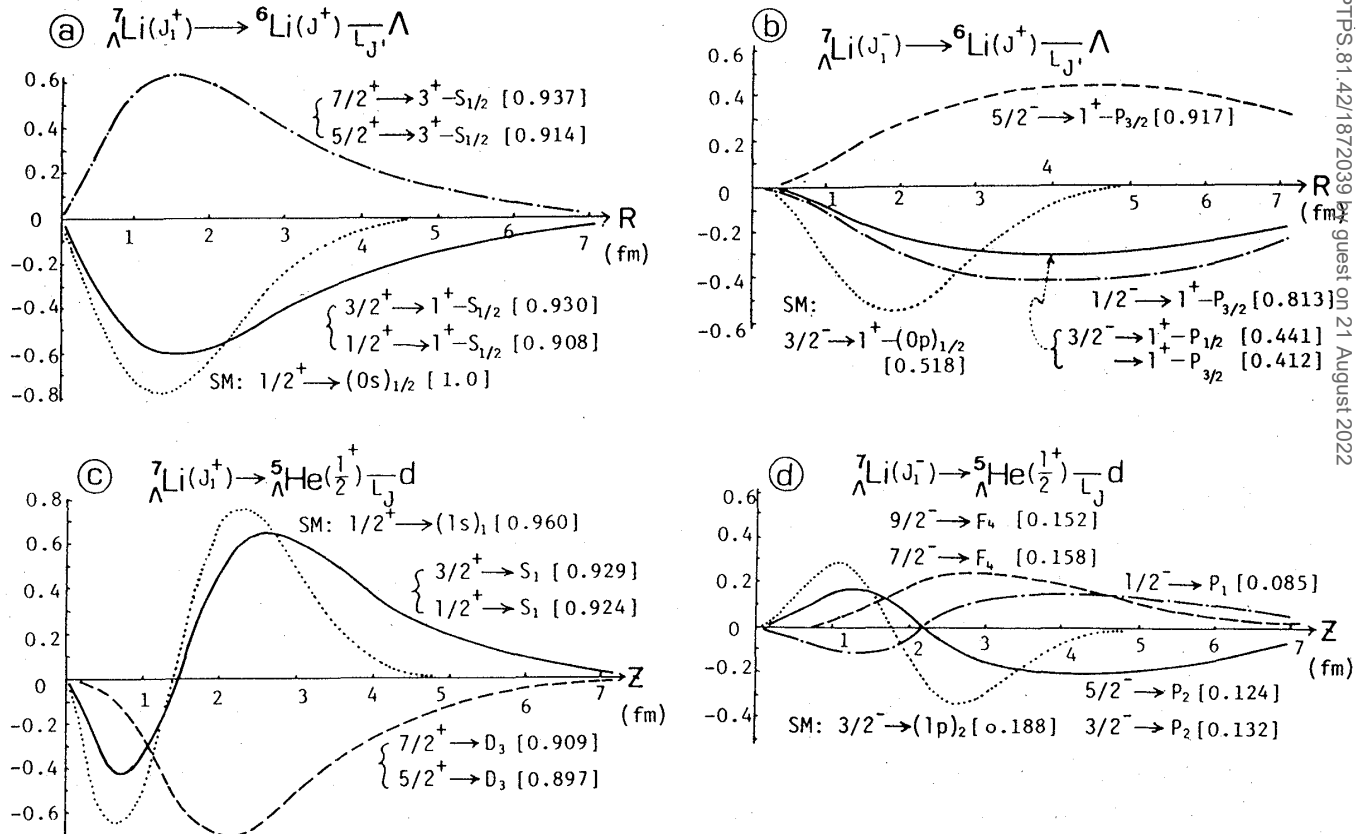 ⓐ ⁷ΛLi(J₁⁺)⟶⁶Li(J⁺) L J' Λ
0.6
0.4
0.2
0
-0.2
-0.4
-0.6
-0.8
7/2⁺⟶3⁺–S₁/₂ [0.937]
5/2⁺⟶3⁺–S₁/₂ [0.914]
1 2 3 4 5 6 7
R
(fm)
3/2⁺⟶1⁺–S₁/₂ [0.930]
1/2⁺⟶1⁺–S₁/₂ [0.908]
SM: 1/2⁺⟶(0s)₁/₂ [1.0]
ⓑ ⁷ΛLi(J₁⁻)⟶⁶Li(J⁺) L J' Λ
0.6
0.4
0.2
0
-0.2
-0.4
-0.6
5/2⁻⟶1⁺–P₃/₂[0.917]
1 2 3 4 5 6 7
R
(fm)
SM:
3/2⁻⟶1⁺–(0p)₁/₂
[0.518]
1/2⁻⟶1⁺–P₃/₂[0.813]
3/2⁻⟶1⁺–P₁/₂ [0.441]
⟶1⁺–P₃/₂ [0.412]
ⓒ ⁷ΛLi(J₁⁺)⟶⁵ΛHe(1/2⁺) L J d
0.8
0.6
0.4
0.2
0
-0.2
-0.4
-0.6
SM: 1/2⁺⟶(1s)₁[0.960]
3/2⁺⟶S₁ [0.929]
1/2⁺⟶S₁ [0.924]
1 2 3 4 5 6 7
Z
(fm)
7/2⁺⟶D₃ [0.909]
5/2⁺⟶D₃ [0.897]
ⓓ ⁷ΛLi(J₁⁻)⟶⁵ΛHe(1/2⁺) L J d
0.6
0.4
0.2
0
-0.2
-0.4
9/2⁻⟶F₄ [0.152]
7/2⁻⟶F₄ [0.158]
1/2⁻⟶P₁[0.085]
1 2 3 4 5 6 7
Z
(fm)
5/2⁻⟶P₂ [0.124]
SM: 3/2⁻⟶(1p)₂[0.188] 3/2⁻⟶P₂[0.132]
PTPS.81.42/1872039 by guest on 21 August 2022